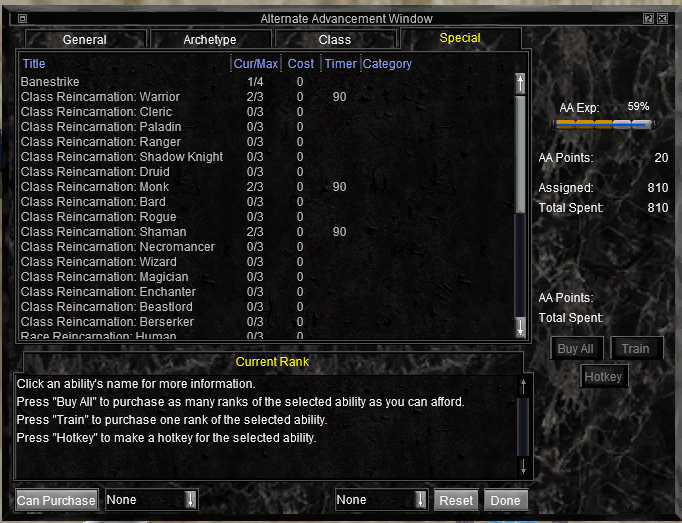 Alternate Advancement Window
General Archetype Class Special
Title Cur/Max Cost Timer Category
Banestrike 1/4 0
Class Reincarnation: Warrior 2/3 0 90
Class Reincarnation: Cleric 0/3 0
Class Reincarnation: Paladin 0/3 0
Class Reincarnation: Ranger 0/3 0
Class Reincarnation: Shadow Knight 0/3 0
Class Reincarnation: Druid 0/3 0
Class Reincarnation: Monk 2/3 0 90
Class Reincarnation: Bard 0/3 0
Class Reincarnation: Rogue 0/3 0
Class Reincarnation: Shaman 2/3 0 90
Class Reincarnation: Necromancer 0/3 0
Class Reincarnation: Wizard 0/3 0
Class Reincarnation: Magician 0/3 0
Class Reincarnation: Enchanter 0/3 0
Class Reincarnation: Beastlord 0/3 0
Class Reincarnation: Berserker 0/3 0
Race Reincarnation: Human 0/3 0
AA Exp: 59%
AA Points: 20
Assigned: 810
Total Spent: 810
AA Points:
Total Spent:
Buy All Train
Hotkey
Current Rank
Click an ability's name for more information.
Press "Buy All" to purchase as many ranks of the selected ability as you can afford.
Press "Train" to purchase one rank of the selected ability.
Press "Hotkey" to make a hotkey for the selected ability.
Can Purchase None None Reset Done